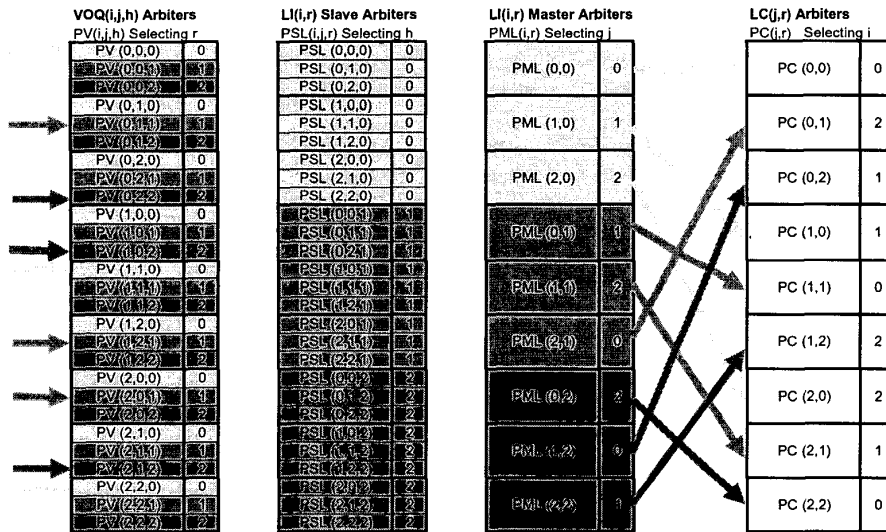 VOQ(i,j,h) Arbiters
PV(i,j,h) Selecting r
PV (0,0,0) 0
PV (0,0,1) 1
PV (0,0,2) 2
PV (0,1,0) 0
PV (0,1,1) 1
PV (0,1,2) 2
PV (0,2,0) 0
PV (0,2,1) 1
PV (0,2,2) 2
PV (1,0,0) 0
PV (1,0,1) 1
PV (1,0,2) 2
PV (1,1,0) 0
PV (1,1,1) 1
PV (1,1,2) 2
PV (1,2,0) 0
PV (1,2,1) 1
PV (1,2,2) 2
PV (2,0,0) 0
PV (2,0,1) 1
PV (2,0,2) 2
PV (2,1,0) 0
PV (2,1,1) 1
PV (2,1,2) 2
PV (2,2,0) 0
PV (2,2,1) 1
PV (2,2,2) 2
LI(i,r) Slave Arbiters
PSL(i,j,r) Selecting h
PSL (0,0,0) 0
PSL (0,1,0) 0
PSL (0,2,0) 0
PSL (1,0,0) 0
PSL (1,1,0) 0
PSL (1,2,0) 0
PSL (2,0,0) 0
PSL (2,1,0) 0
PSL (2,2,0) 0
PSL (0,0,1) 1
PSL (0,1,1) 1
PSL (0,2,1) 1
PSL (1,0,1) 1
PSL (1,1,1) 1
PSL (1,2,1) 1
PSL (2,0,1) 1
PSL (2,1,1) 1
PSL (2,2,1) 1
PSL (0,0,2) 2
PSL (0,1,2) 2
PSL (0,2,2) 2
PSL (1,0,2) 2
PSL (1,1,2) 2
PSL (1,2,2) 2
PSL (2,0,2) 2
PSL (2,1,2) 2
PSL (2,2,2) 2
LI(i,r) Master Arbiters
PML(i,r) Selecting j
PML (0,0) 0
PML (1,0) 1
PML (2,0) 2
PML (0,1) 1
PML (1,1) 2
PML (2,1) 0
PML (0,2) 2
PML (1,2) 0
PML (2,2) 1
LC(j,r) Arbiters
PC(j,r) Selecting i
PC (0,0) 0
PC (0,1) 2
PC (0,2) 1
PC (1,0) 1
PC (1,1) 0
PC (1,2) 2
PC (2,0) 2
PC (2,1) 1
PC (2,2) 0